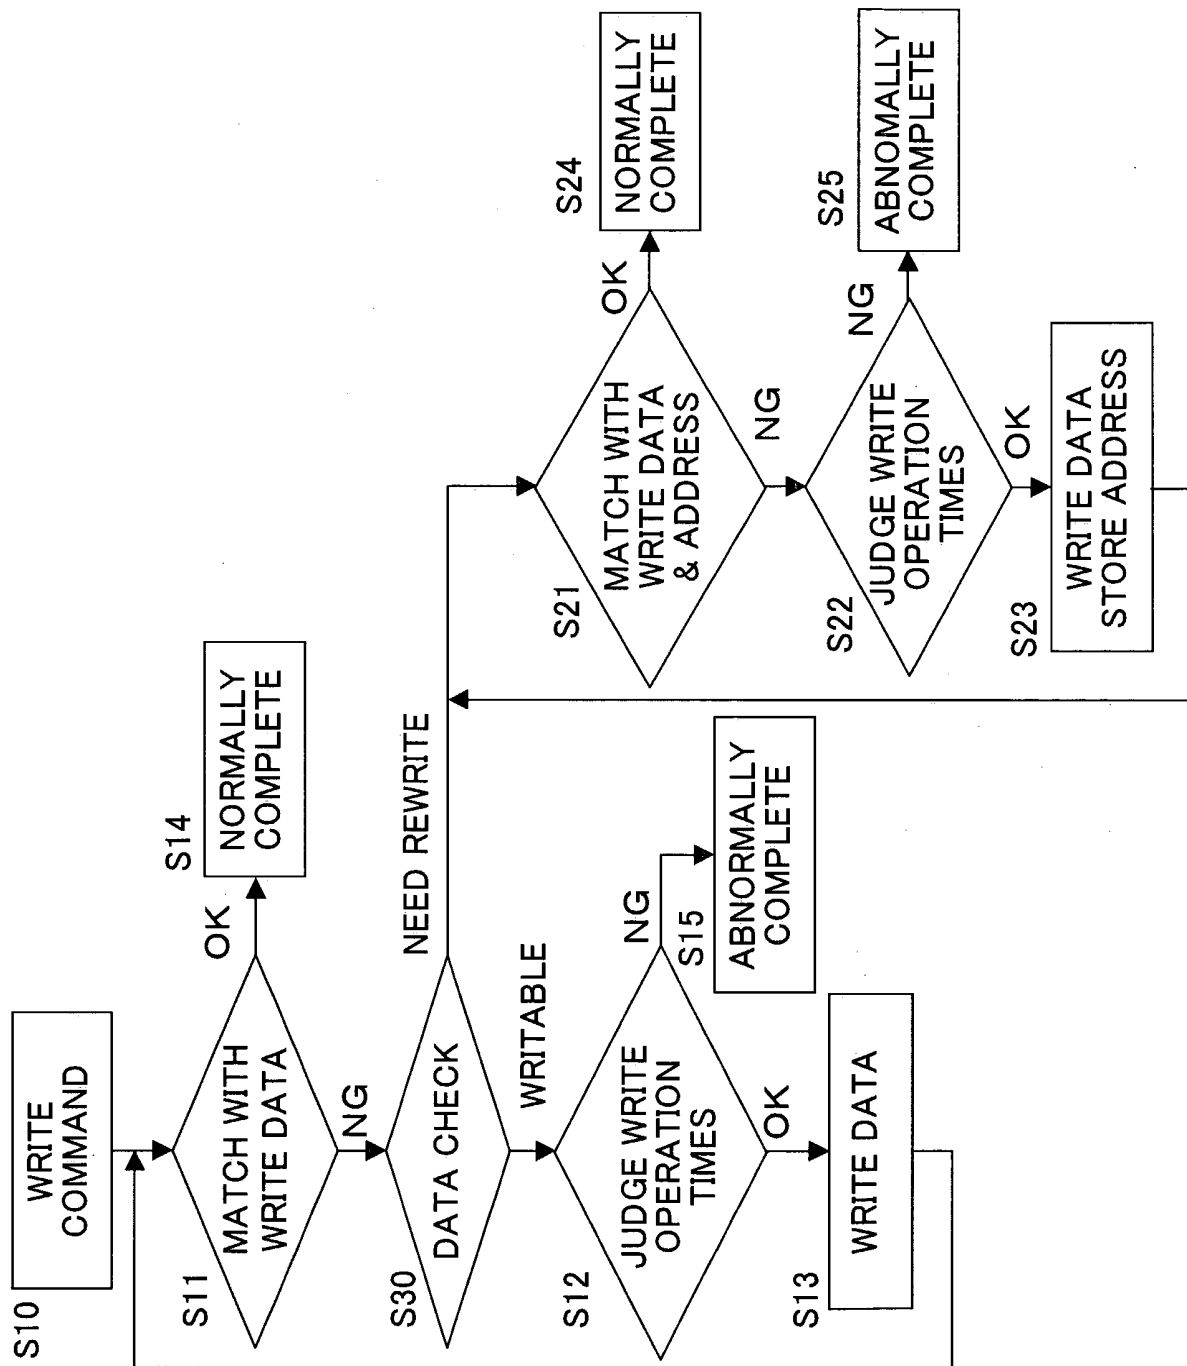 S10
WRITE
COMMAND
S11
MATCH WITH
WRITE DATA
OK
S14
NORMALLY
COMPLETE
NG
S30
DATA CHECK
NEED REWRITE
WRITABLE
S12
JUDGE WRITE
OPERATION
TIMES
NG
S15
ABNORMALLY
COMPLETE
OK
S13
WRITE DATA
S21
MATCH WITH
WRITE DATA
& ADDRESS
OK
S24
NORMALLY
COMPLETE
NG
S22
JUDGE WRITE
OPERATION
TIMES
NG
S25
ABNOMALLY
COMPLETE
OK
S23
WRITE DATA
STORE ADDRESS